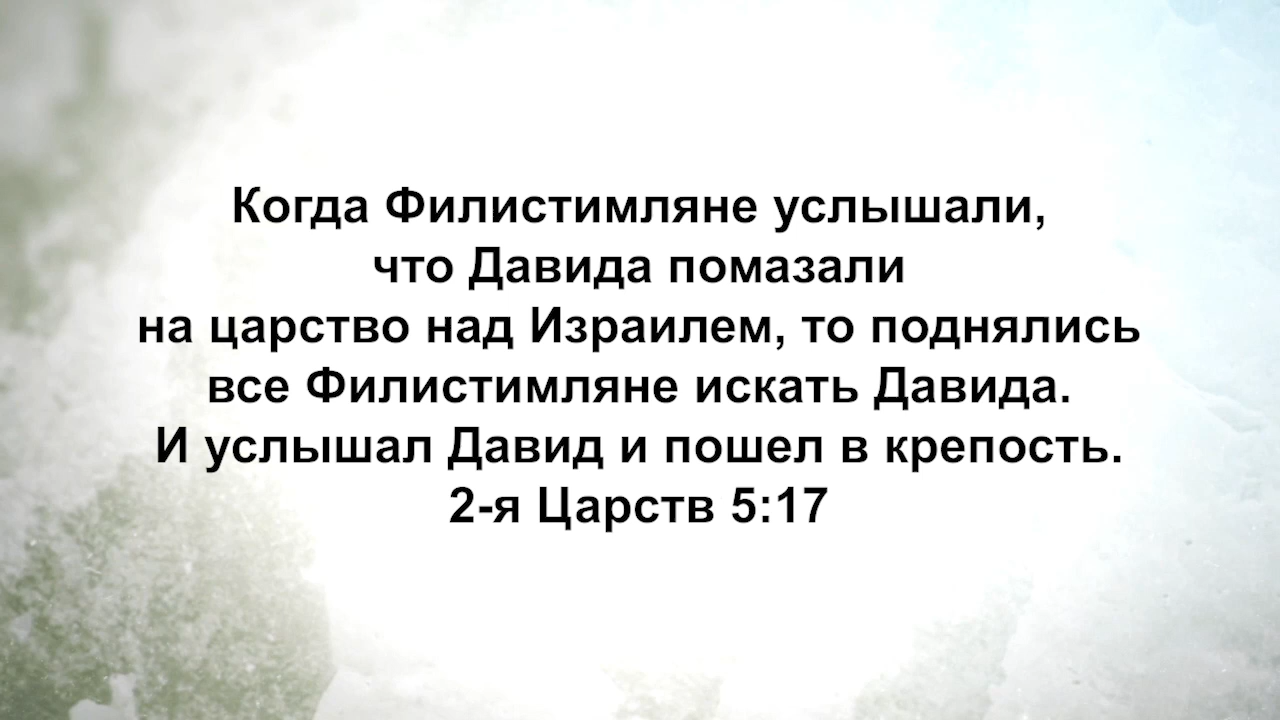 Когда Филистимляне услышали,
что Давида помазали
на царство над Израилем, то поднялись
все Филистимляне искать Давида.
И услышал Давид и пошел в крепость.
2-я Царств 5:17